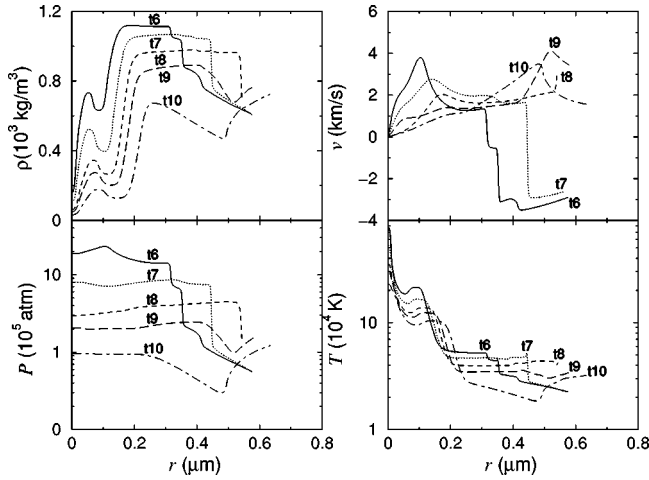 ρ(10³ kg/m³)
1.2
0.9
0.6
0.3
0
t6
t7
t8
t9
t10
v (km/s)
6
4
2
0
−2
−4
t9
t10
t8
t7
t6
P (10⁵ atm)
10
1
t6
t7
t8
t9
t10
0
0.2
0.4
0.6
0.8
r (μm)
T (10⁴ K)
10
1
t6
t7
t8
t9
t10
0
0.2
0.4
0.6
0.8
r (μm)